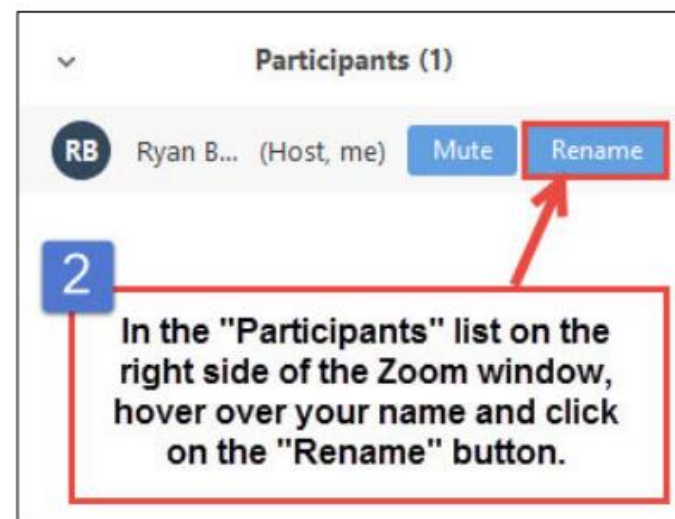 Participants (1)
RB Ryan B... (Host, me) Mute Rename
2
In the "Participants" list on the
right side of the Zoom window,
hover over your name and click
on the "Rename" button.